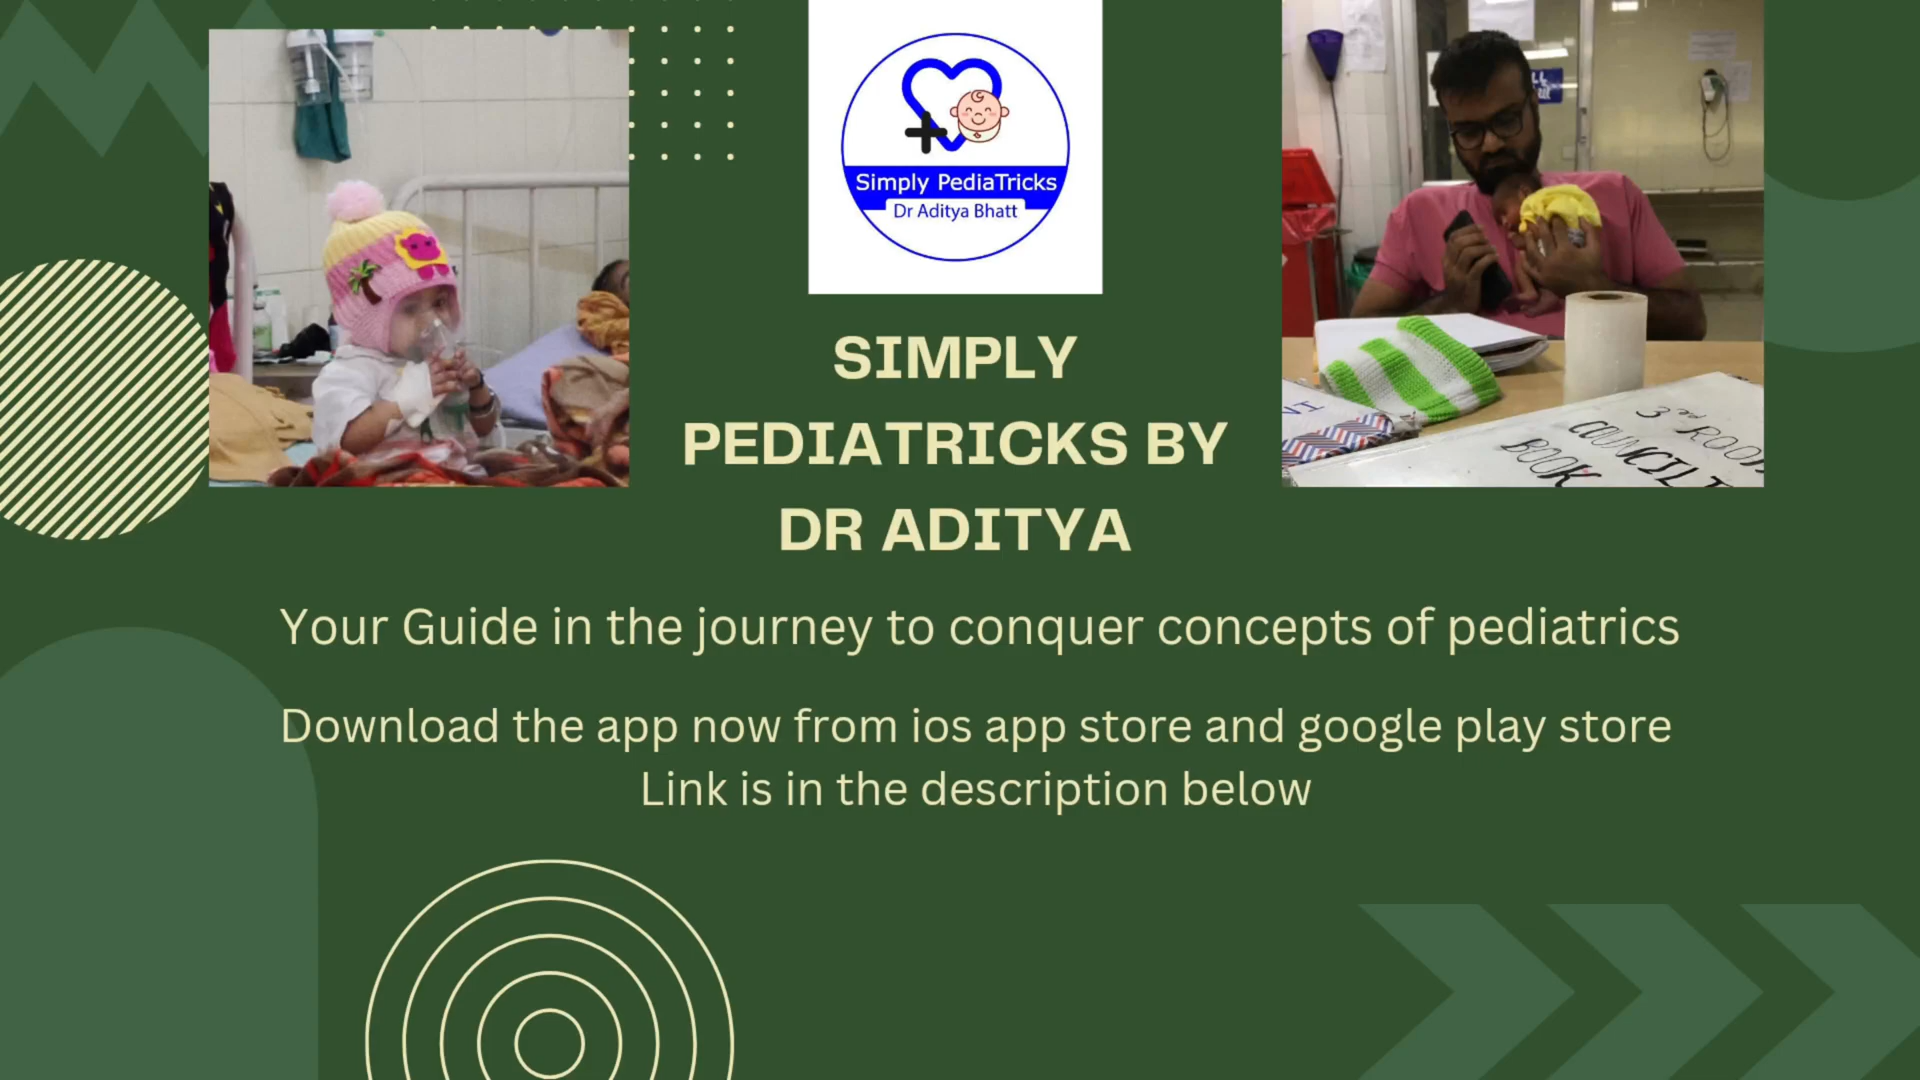 Simply PediaTricks
Dr Aditya Bhatt
SIMPLY
PEDIATRICKS BY
DR ADITYA
Your Guide in the journey to conquer concepts of pediatrics
Download the app now from ios app store and google play store
Link is in the description below
3rd ROOM
COUNCIL
BOOK